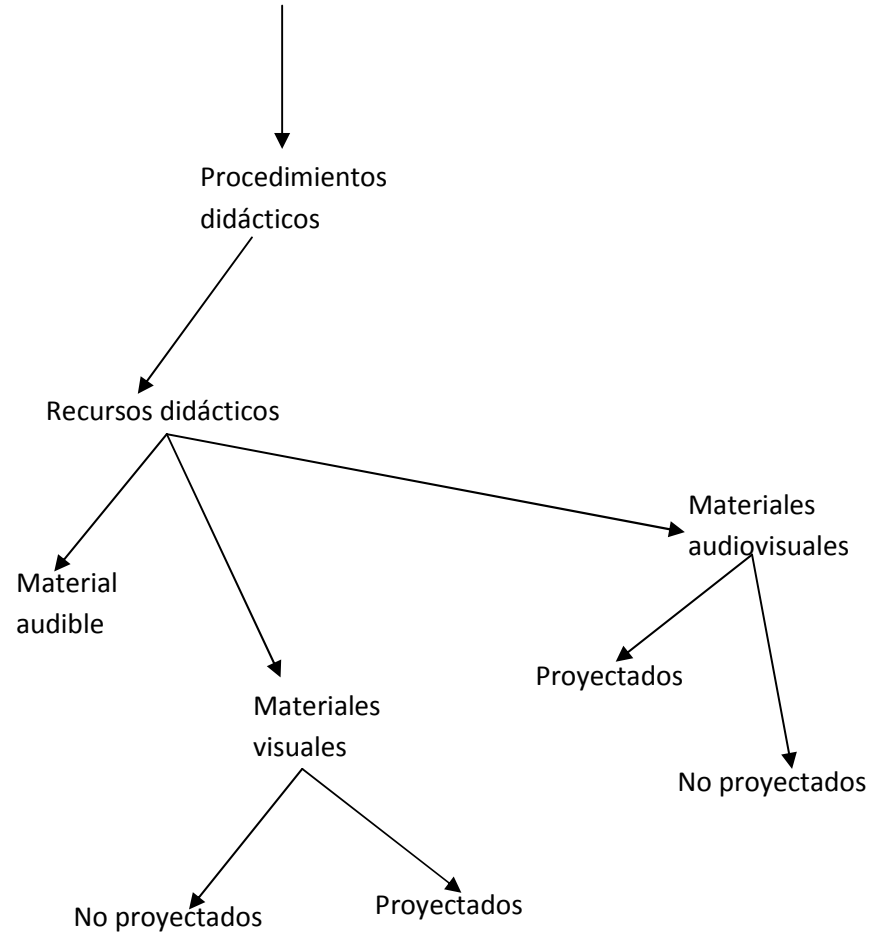 Procedimientos
didácticos
Recursos didácticos
Materiales
audiovisuales
Material
audible
Proyectados
Materiales
visuales
No proyectados
No proyectados
Proyectados